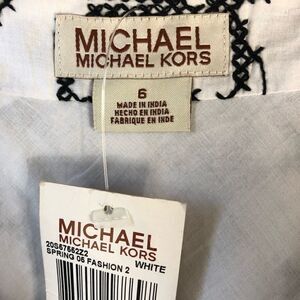 MICHAEL
MICHAEL KORS
6
MADE IN INDIA
HECHO EN INDIA
FABRIQUE EN INDE
MICHAEL
MICHAEL KORS
20S67552Z2
WHITE
SPRING 06 FASHION 2